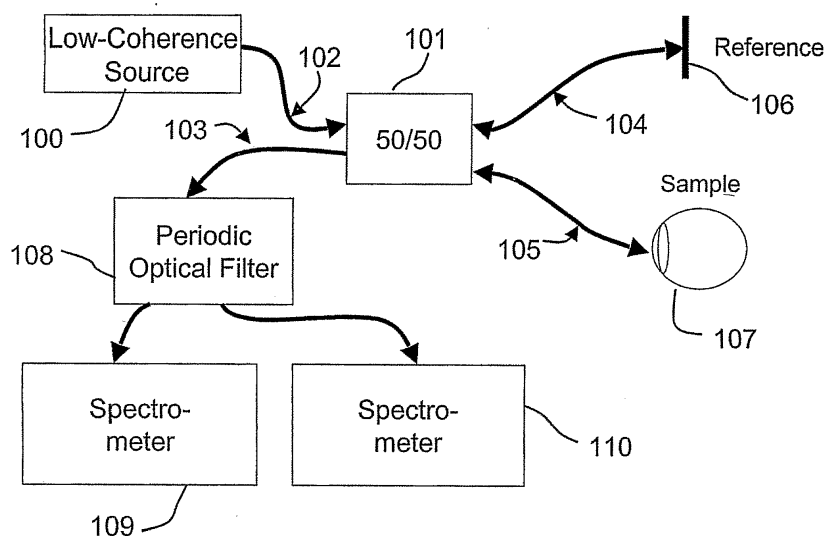 Low-Coherence
Source
100
102
101
50/50
103
104
Reference
106
Sample
105
107
Periodic
Optical Filter
108
Spectro-
meter
109
Spectro-
meter
110